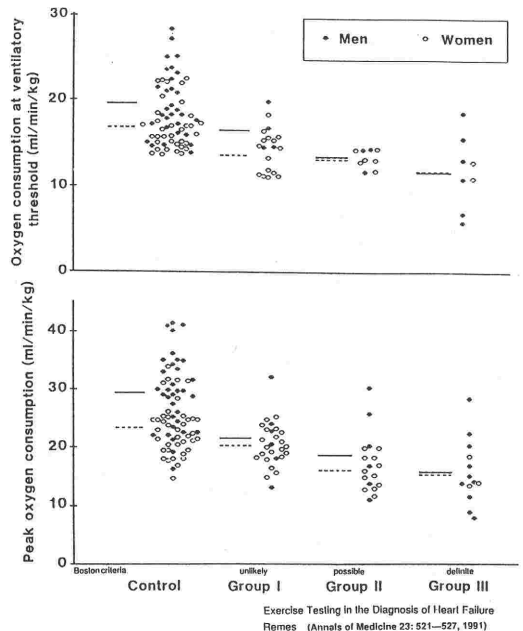 Oxygen consumption at ventilatory
threshold (ml/min/kg)
30
20
10
0
Men
Women
Peak oxygen consumption (ml/min/kg)
40
30
20
10
0
Boston criteria unlikely possible definite
Control Group I Group II Group III
Exercise Testing in the Diagnosis of Heart Failure
Remes (Annals of Medicine 23: 521—527, 1991)